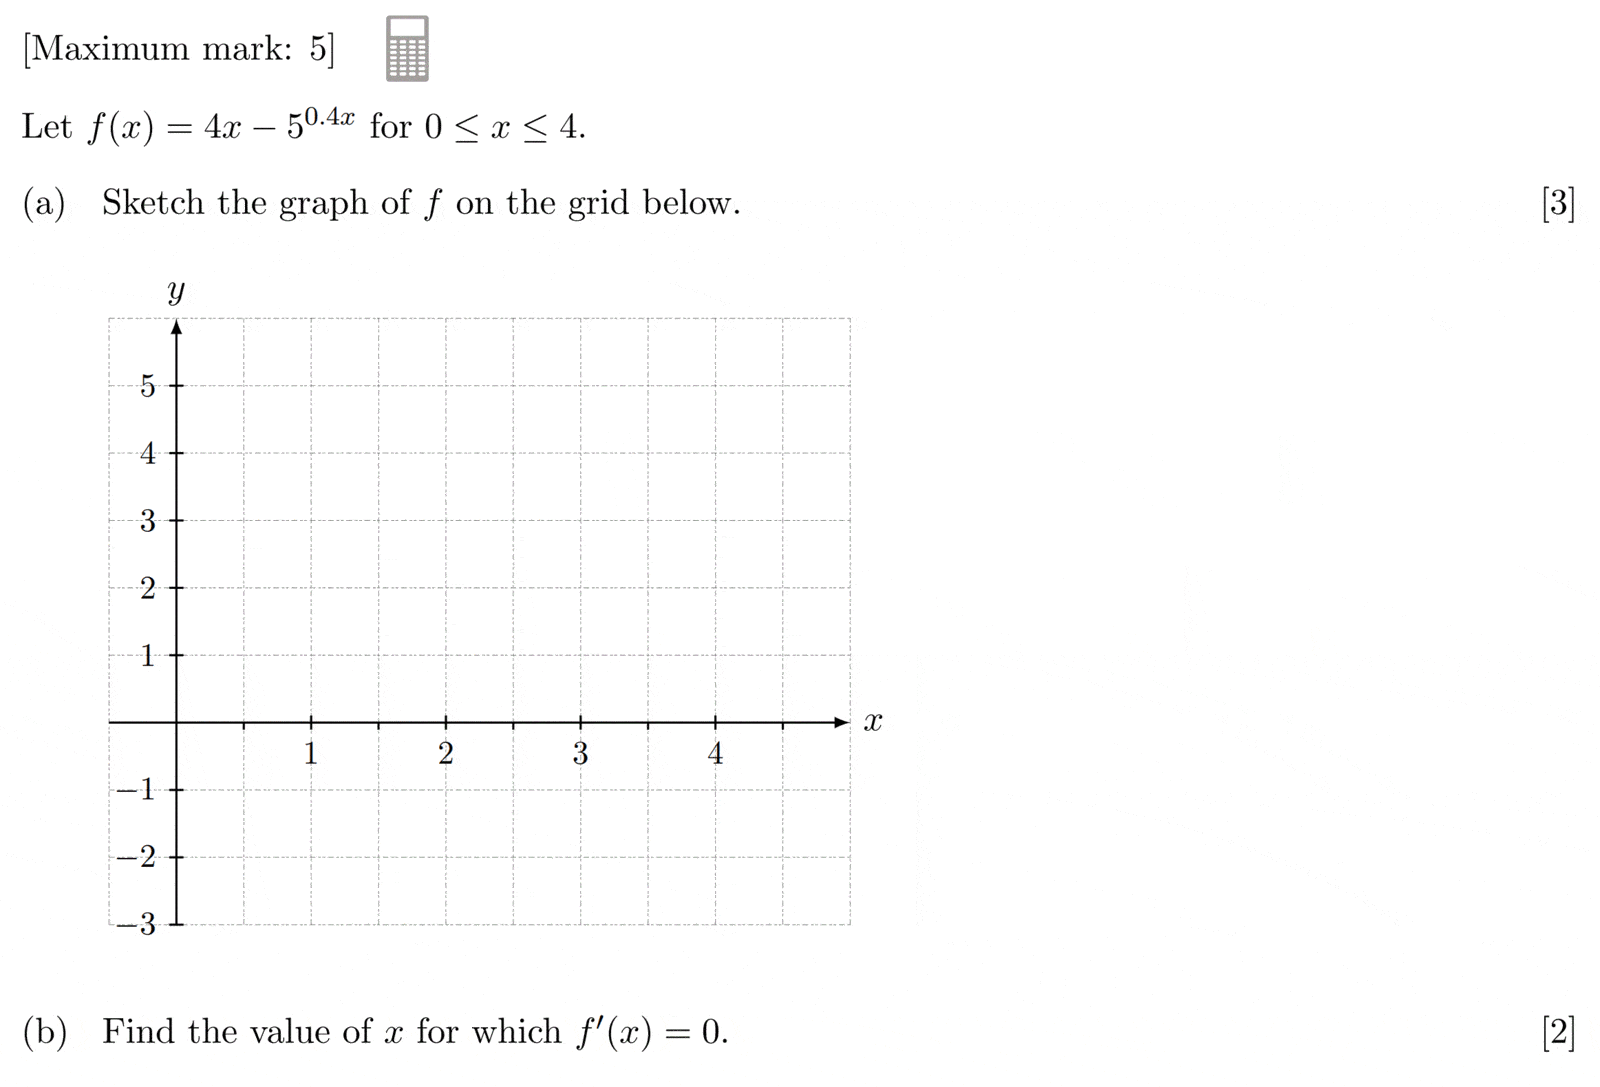 [Maximum mark: 5]
Let f(x) = 4x − 5^{0.4x} for 0 ≤ x ≤ 4.
(a) Sketch the graph of f on the grid below. [3]
y
5
4
3
2
1
x
1 2 3 4
−1
−2
−3
(b) Find the value of x for which f′(x) = 0. [2]